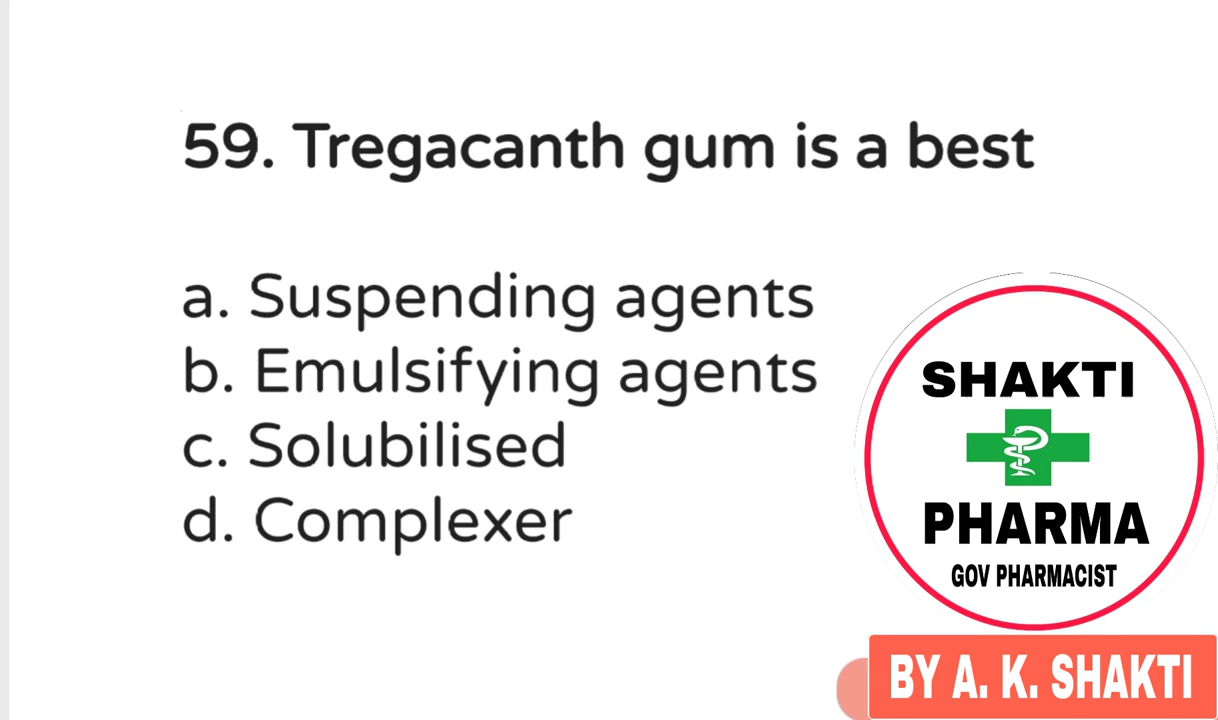 59. Tregacanth gum is a best
a. Suspending agents
b. Emulsifying agents
c. Solubilised
d. Complexer
SHAKTI
PHARMA
GOV PHARMACIST
BY A. K. SHAKTI